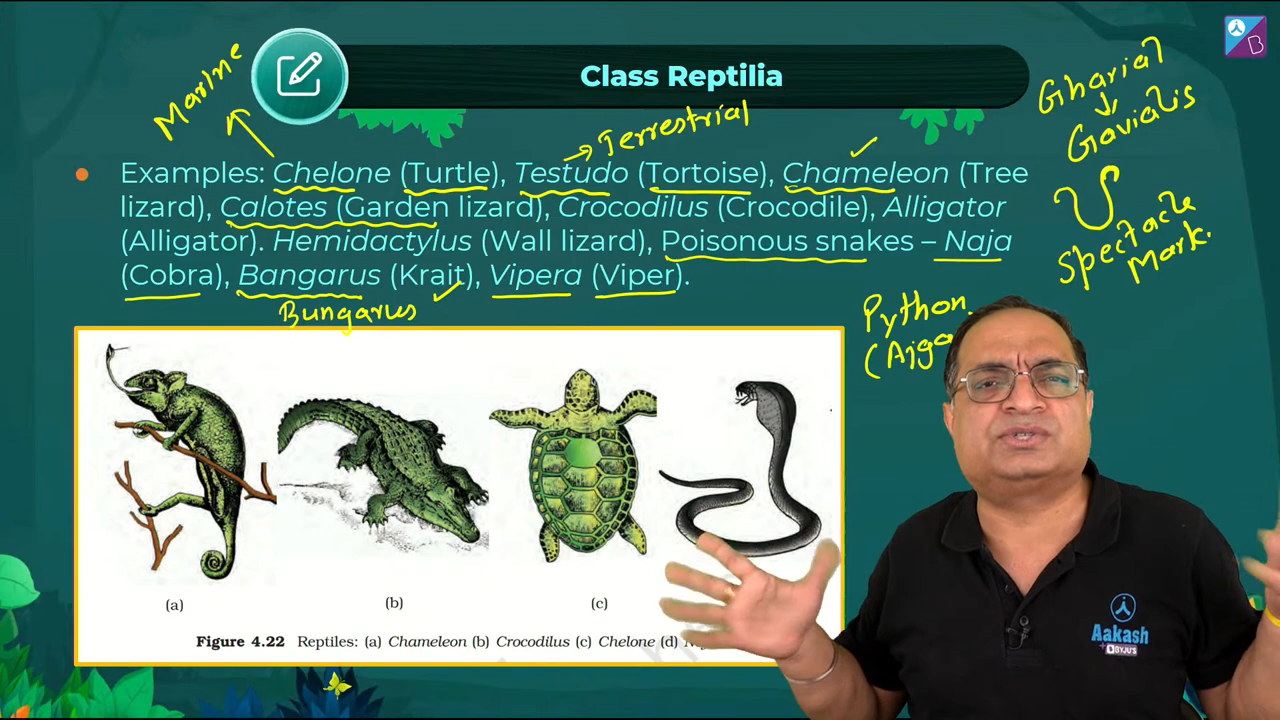 Class Reptilia
Marine
Terrestrial
Gharial
Gavialis
Spectacle
Mark.
Examples: Chelone (Turtle), Testudo (Tortoise), Chameleon (Tree
lizard), Calotes (Garden lizard), Crocodilus (Crocodile), Alligator
(Alligator). Hemidactylus (Wall lizard), Poisonous snakes – Naja
(Cobra), Bangarus (Krait), Vipera (Viper).
Bungarus
Python.
(a)
(b)
(c)
Figure 4.22 Reptiles: (a) Chameleon (b) Crocodilus (c) Chelone (d)
Aakash
BYJU'S